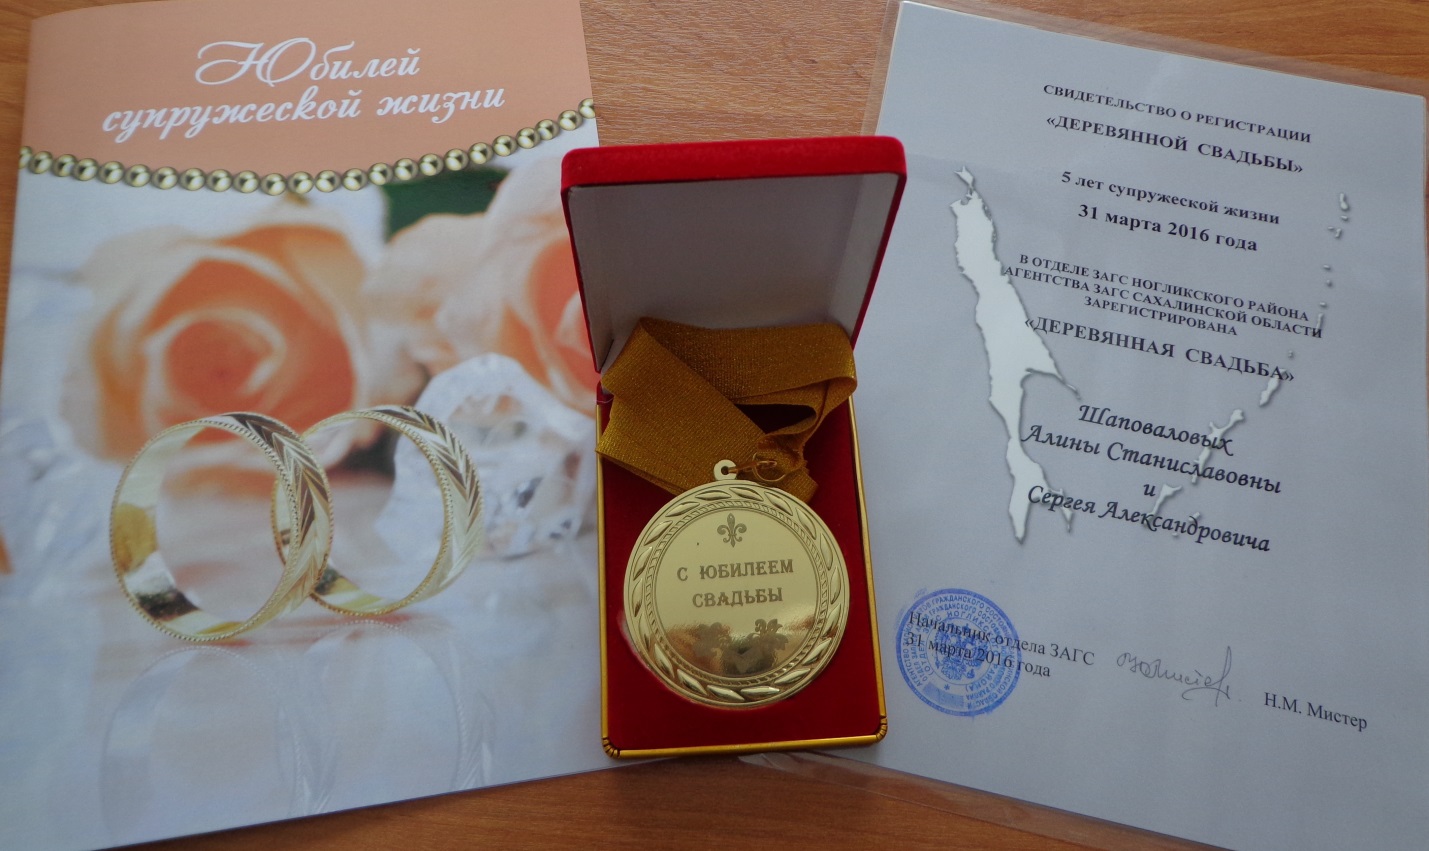 Юбилей
супружеской жизни
С ЮБИЛЕЕМ
СВАДЬБЫ
СВИДЕТЕЛЬСТВО О РЕГИСТРАЦИИ
«ДЕРЕВЯННОЙ СВАДЬБЫ»
5 лет супружеской жизни
31 марта 2016 года
В ОТДЕЛЕ ЗАГС НОГЛИКСКОГО РАЙОНА
АГЕНТСТВА ЗАГС САХАЛИНСКОЙ ОБЛАСТИ
ЗАРЕГИСТРИРОВАНА
«ДЕРЕВЯННАЯ СВАДЬБА»
Шаповаловых
Алины Станиславовны
и
Сергея Александровича
Начальник отдела ЗАГС
31 марта 2016 года
Н.М. Мистер